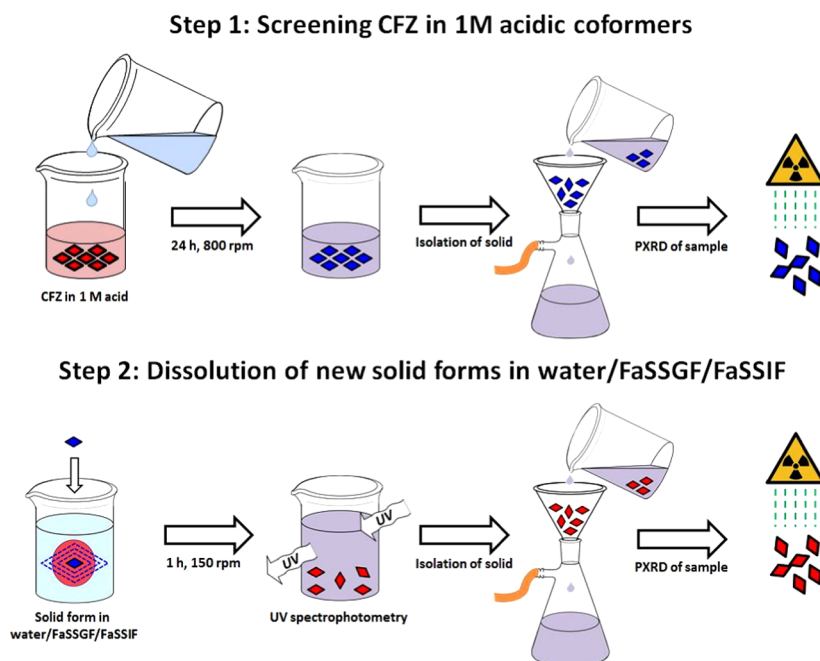 Step 1: Screening CFZ in 1M acidic coformers
24 h, 800 rpm
Isolation of solid
PXRD of sample
CFZ in 1 M acid
Step 2: Dissolution of new solid forms in water/FaSSGF/FaSSIF
UV
UV
1 h, 150 rpm
Isolation of solid
PXRD of sample
Solid form in
water/FaSSGF/FaSSIF
UV spectrophotometry